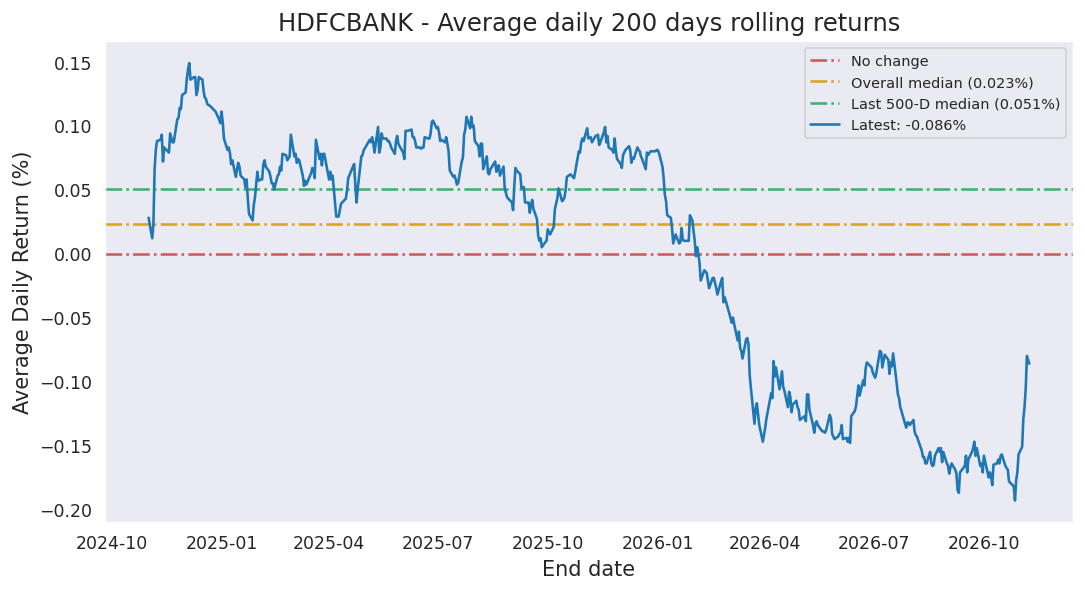 HDFCBANK - Average daily 200 days rolling returns
No change
Overall median (0.023%)
Last 500-D median (0.051%)
Latest: -0.086%
Average Daily Return (%)
0.15
0.10
0.05
0.00
−0.05
−0.10
−0.15
−0.20
2024-10 2025-01 2025-04 2025-07 2025-10 2026-01 2026-04 2026-07 2026-10
End date